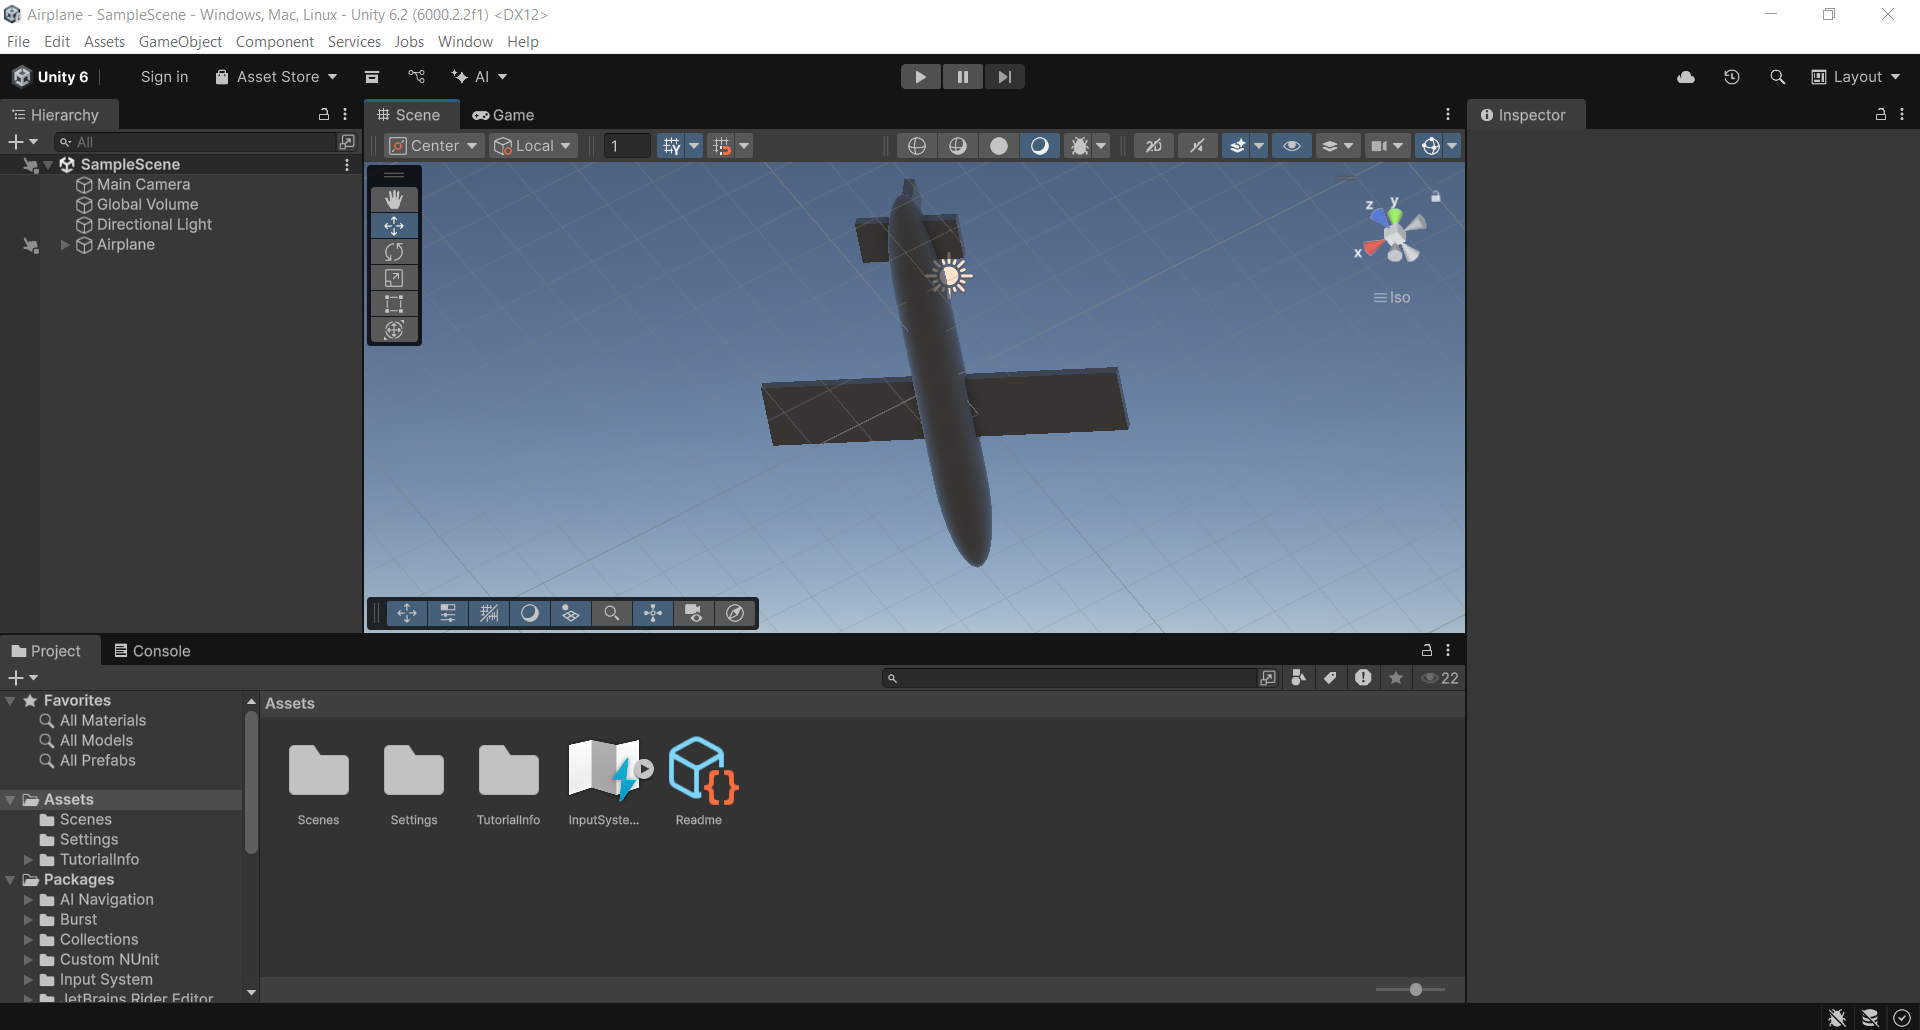 Airplane - SampleScene - Windows, Mac, Linux - Unity 6.2 (6000.2.2f1) <DX12>
File Edit Assets GameObject Component Services Jobs Window Help
Unity 6 Sign in Asset Store AI Layout
Hierarchy
All
SampleScene
Main Camera
Global Volume
Directional Light
Airplane
Scene Game
Center Local 1 2D
z y
x
Iso
Inspector
Project Console
22
Favorites
All Materials
All Models
All Prefabs
Assets
Scenes
Settings
TutorialInfo
Packages
AI Navigation
Burst
Collections
Custom NUnit
Input System
JetBrains Rider Editor
Assets
Scenes Settings TutorialInfo InputSyste... Readme